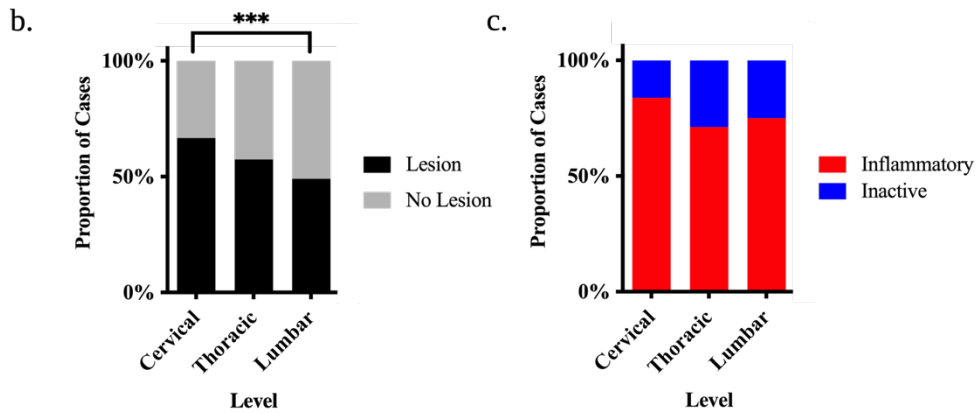 b.
***
100%
50%
0%
Proportion of Cases
Cervical
Thoracic
Lumbar
Level
Lesion
No Lesion
c.
100%
50%
0%
Proportion of Cases
Cervical
Thoracic
Lumbar
Level
Inflammatory
Inactive